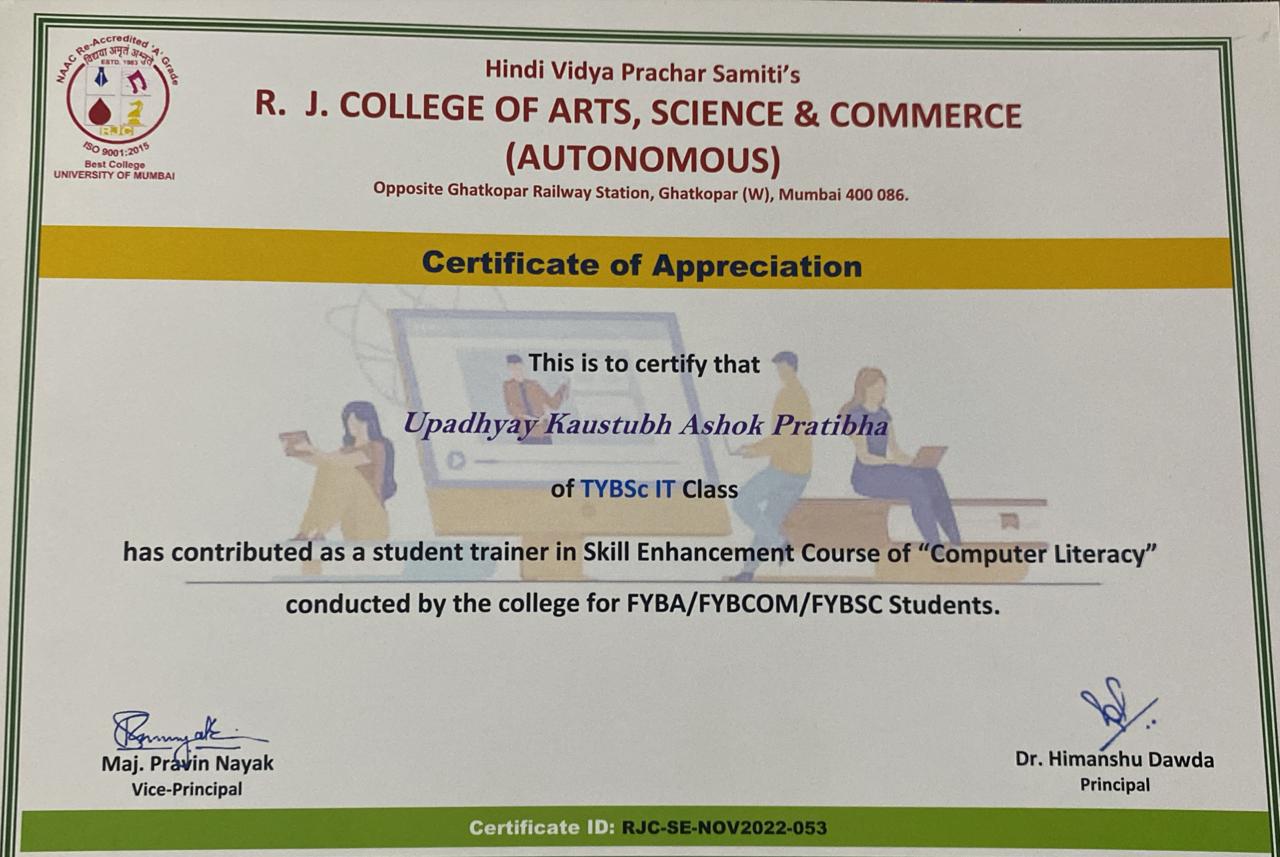 NAAC Re-Accredited 'A' Grade
विद्यया अमृतं अश्नुते
ESTD. 1963
RJC
ISO 9001:2015
Best College
UNIVERSITY OF MUMBAI
Hindi Vidya Prachar Samiti's
R. J. COLLEGE OF ARTS, SCIENCE & COMMERCE
(AUTONOMOUS)
Opposite Ghatkopar Railway Station, Ghatkopar (W), Mumbai 400 086.
Certificate of Appreciation
This is to certify that
Upadhyay Kaustubh Ashok Pratibha
of TYBSc IT Class
has contributed as a student trainer in Skill Enhancement Course of “Computer Literacy”
conducted by the college for FYBA/FYBCOM/FYBSC Students.
Maj. Pravin Nayak
Vice-Principal
Dr. Himanshu Dawda
Principal
Certificate ID: RJC-SE-NOV2022-053